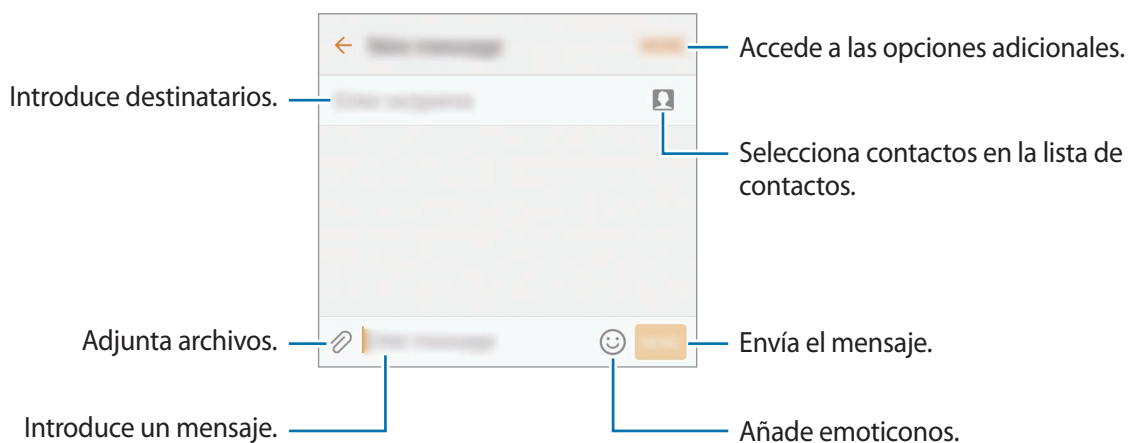 Accede a las opciones adicionales.
Introduce destinatarios.
Selecciona contactos en la lista de
contactos.
Adjunta archivos.
Envía el mensaje.
Introduce un mensaje.
Añade emoticonos.